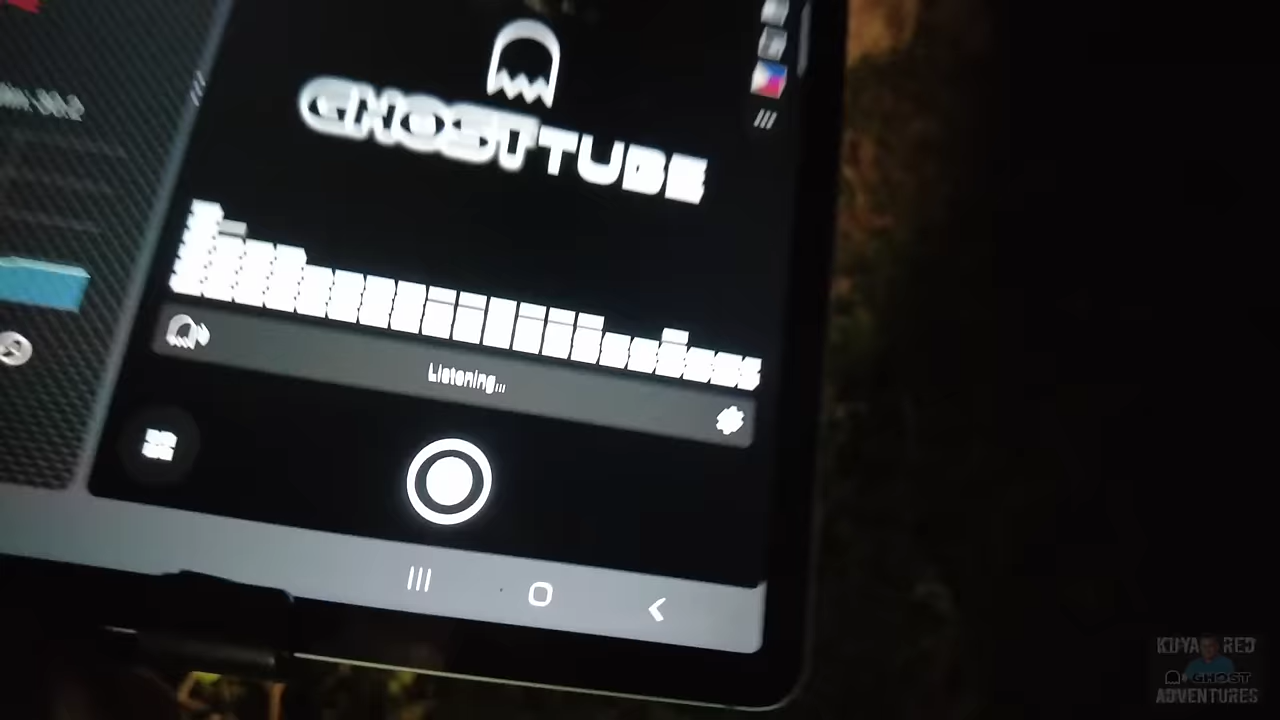 GHOSTTUBE
Listening...
KUYA RED
GHOST
ADVENTURES